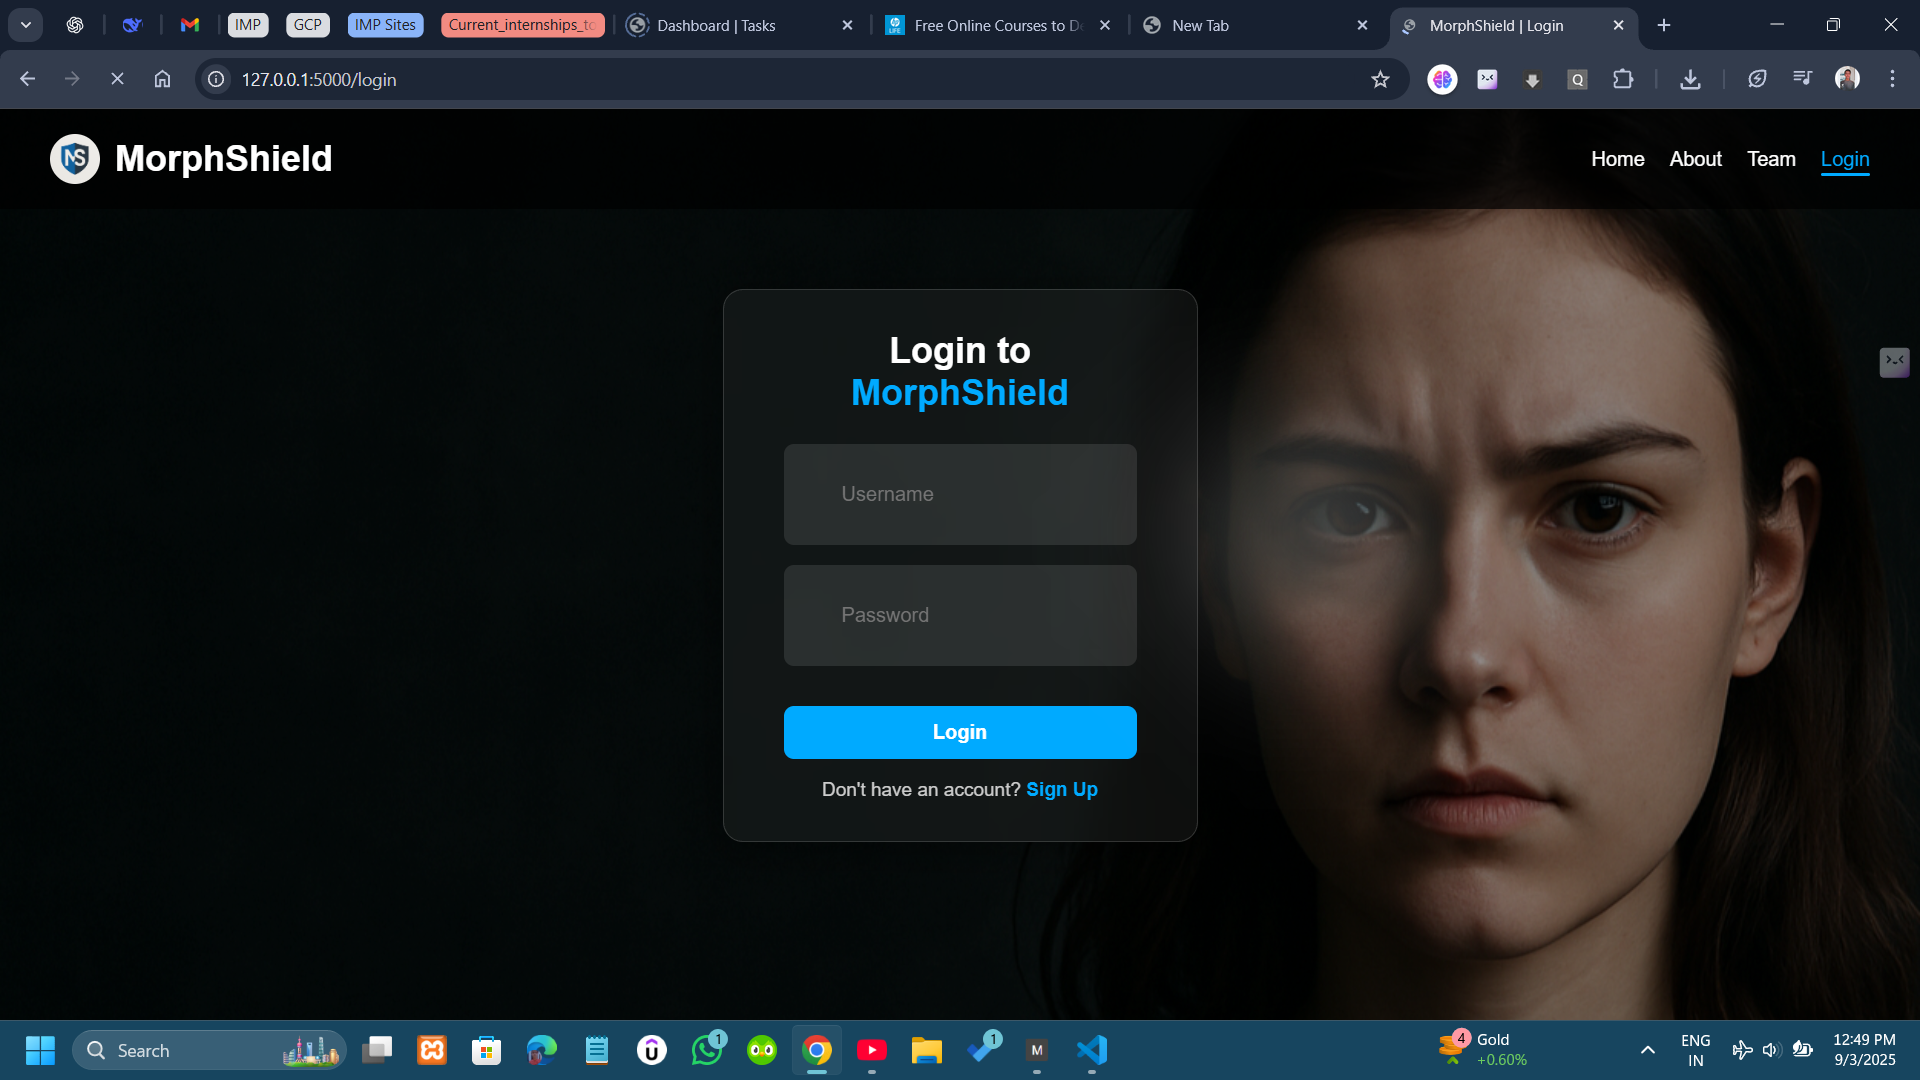 IMP
GCP
IMP Sites
Current_internships_to
Dashboard | Tasks
Free Online Courses to D
New Tab
MorphShield | Login
127.0.0.1:5000/login
Q
MorphShield
Home
About
Team
Login
Login to
MorphShield
Username
Password
Login
Don't have an account? Sign Up
Search
1
1
M
4
Gold
+0.60%
ENG
IN
12:49 PM
9/3/2025